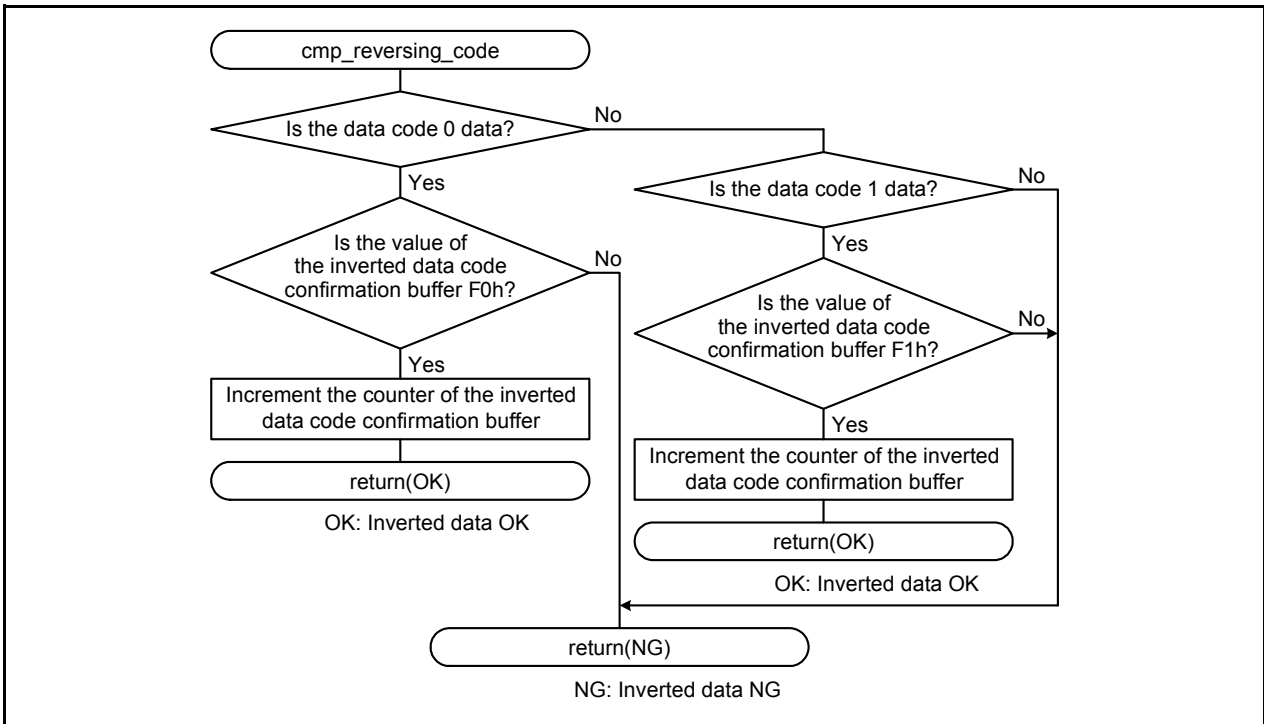 cmp_reversing_code
Is the data code 0 data?
No
Yes
Is the value of
the inverted data code
confirmation buffer F0h?
No
Yes
Increment the counter of the inverted
data code confirmation buffer
return(OK)
OK: Inverted data OK
Is the data code 1 data?
No
Yes
Is the value of
the inverted data code
confirmation buffer F1h?
No
Yes
Increment the counter of the inverted
data code confirmation buffer
return(OK)
OK: Inverted data OK
return(NG)
NG: Inverted data NG